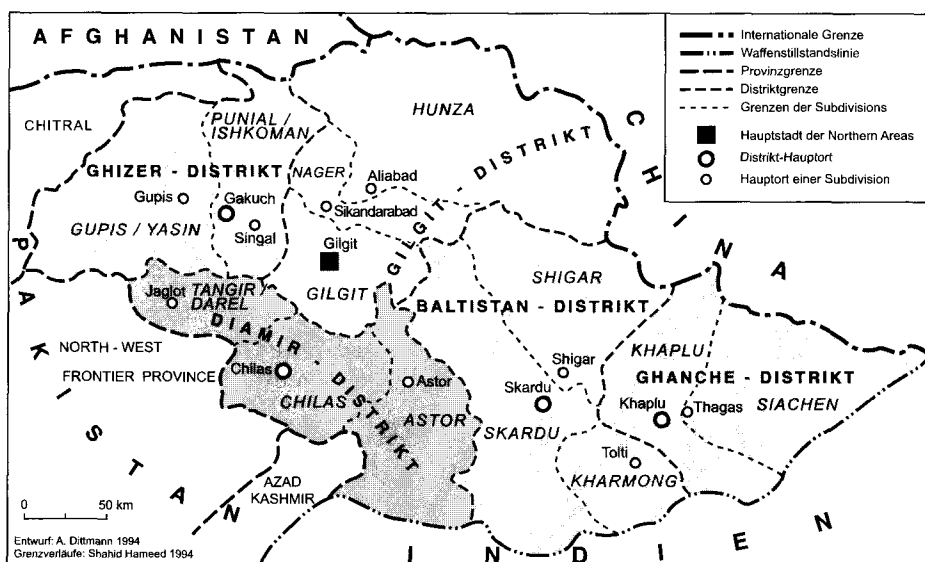 AFGHANISTAN
CHITRAL
PUNIAL /
ISHKOMAN
HUNZA
GHIZER - DISTRIKT
NAGER
Aliabad
Gupis
Gakuch
Sikandarabad
Singal
GUPIS / YASIN
Gilgit
GILGIT
GILGIT - DISTRIKT
CHINA
PAKISTAN
Jaglot
TANGIR /
DAREL
DIAMIR - DISTRIKT
NORTH-WEST
FRONTIER PROVINCE
Chilas
CHILAS
Astor
ASTOR
BALTISTAN - DISTRIKT
SHIGAR
Shigar
Skardu
SKARDU
KHAPLU
GHANCHE - DISTRIKT
Khaplu
Thagas
SIACHEN
Tolti
KHARMONG
AZAD
KASHMIR
INDIEN
Internationale Grenze
Waffenstillstandslinie
Provinzgrenze
Distriktgrenze
Grenzen der Subdivisions
Hauptstadt der Northern Areas
Distrikt-Hauptort
Hauptort einer Subdivision
0 50 km
Entwurf: A. Dittmann 1994
Grenzverläufe: Shahid Hameed 1994